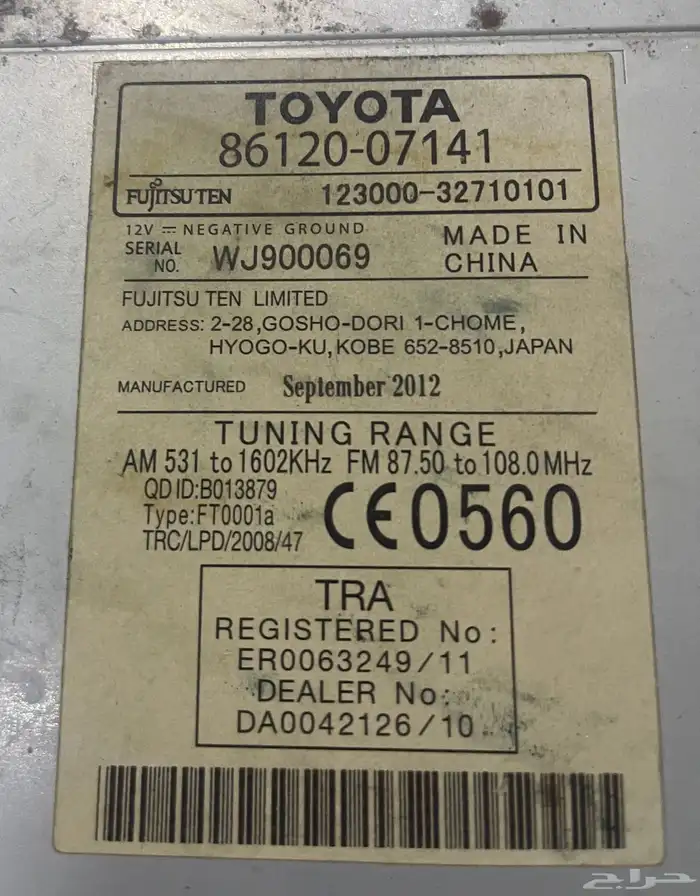 TOYOTA
86120-07141
FUJITSU TEN 123000-32710101
12V ⎓ NEGATIVE GROUND
SERIAL NO. WJ900069
MADE IN CHINA
FUJITSU TEN LIMITED
ADDRESS: 2-28,GOSHO-DORI 1-CHOME,
HYOGO-KU,KOBE 652-8510,JAPAN
MANUFACTURED September 2012
TUNING RANGE
AM 531 to 1602KHz FM 87.50 to 108.0MHz
QD ID:B013879
Type:FT0001a
TRC/LPD/2008/47
CE0560
TRA
REGISTERED No:
ER0063249/11
DEALER No:
DA0042126/10
حراج